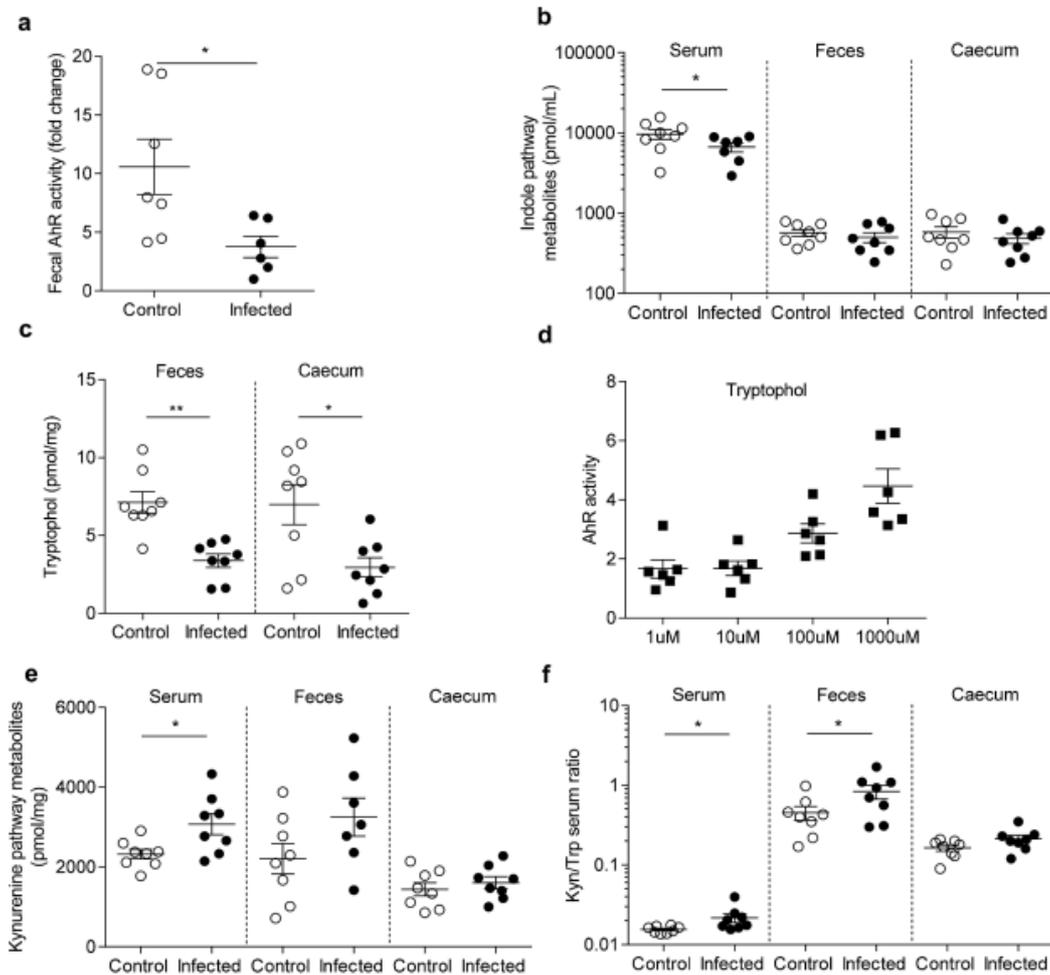 a
*
Fecal AhR activity (fold change)
20
15
10
5
0
Control Infected
b
Serum Feces Caecum
*
Indole pathway
metabolites (pmol/mL)
100000
10000
1000
100
Control Infected Control Infected Control Infected
c
Feces Caecum
** *
Tryptophol (pmol/mg)
15
10
5
0
Control Infected Control Infected
d
Tryptophol
AhR activity
8
6
4
2
0
1uM 10uM 100uM 1000uM
e
Serum Feces Caecum
*
Kynurenine pathway metabolites
(pmol/mg)
6000
4000
2000
0
Control Infected Control Infected Control Infected
f
Serum Feces Caecum
* *
Kyn/Trp serum ratio
10
1
0.1
0.01
Control Infected Control Infected Control Infected